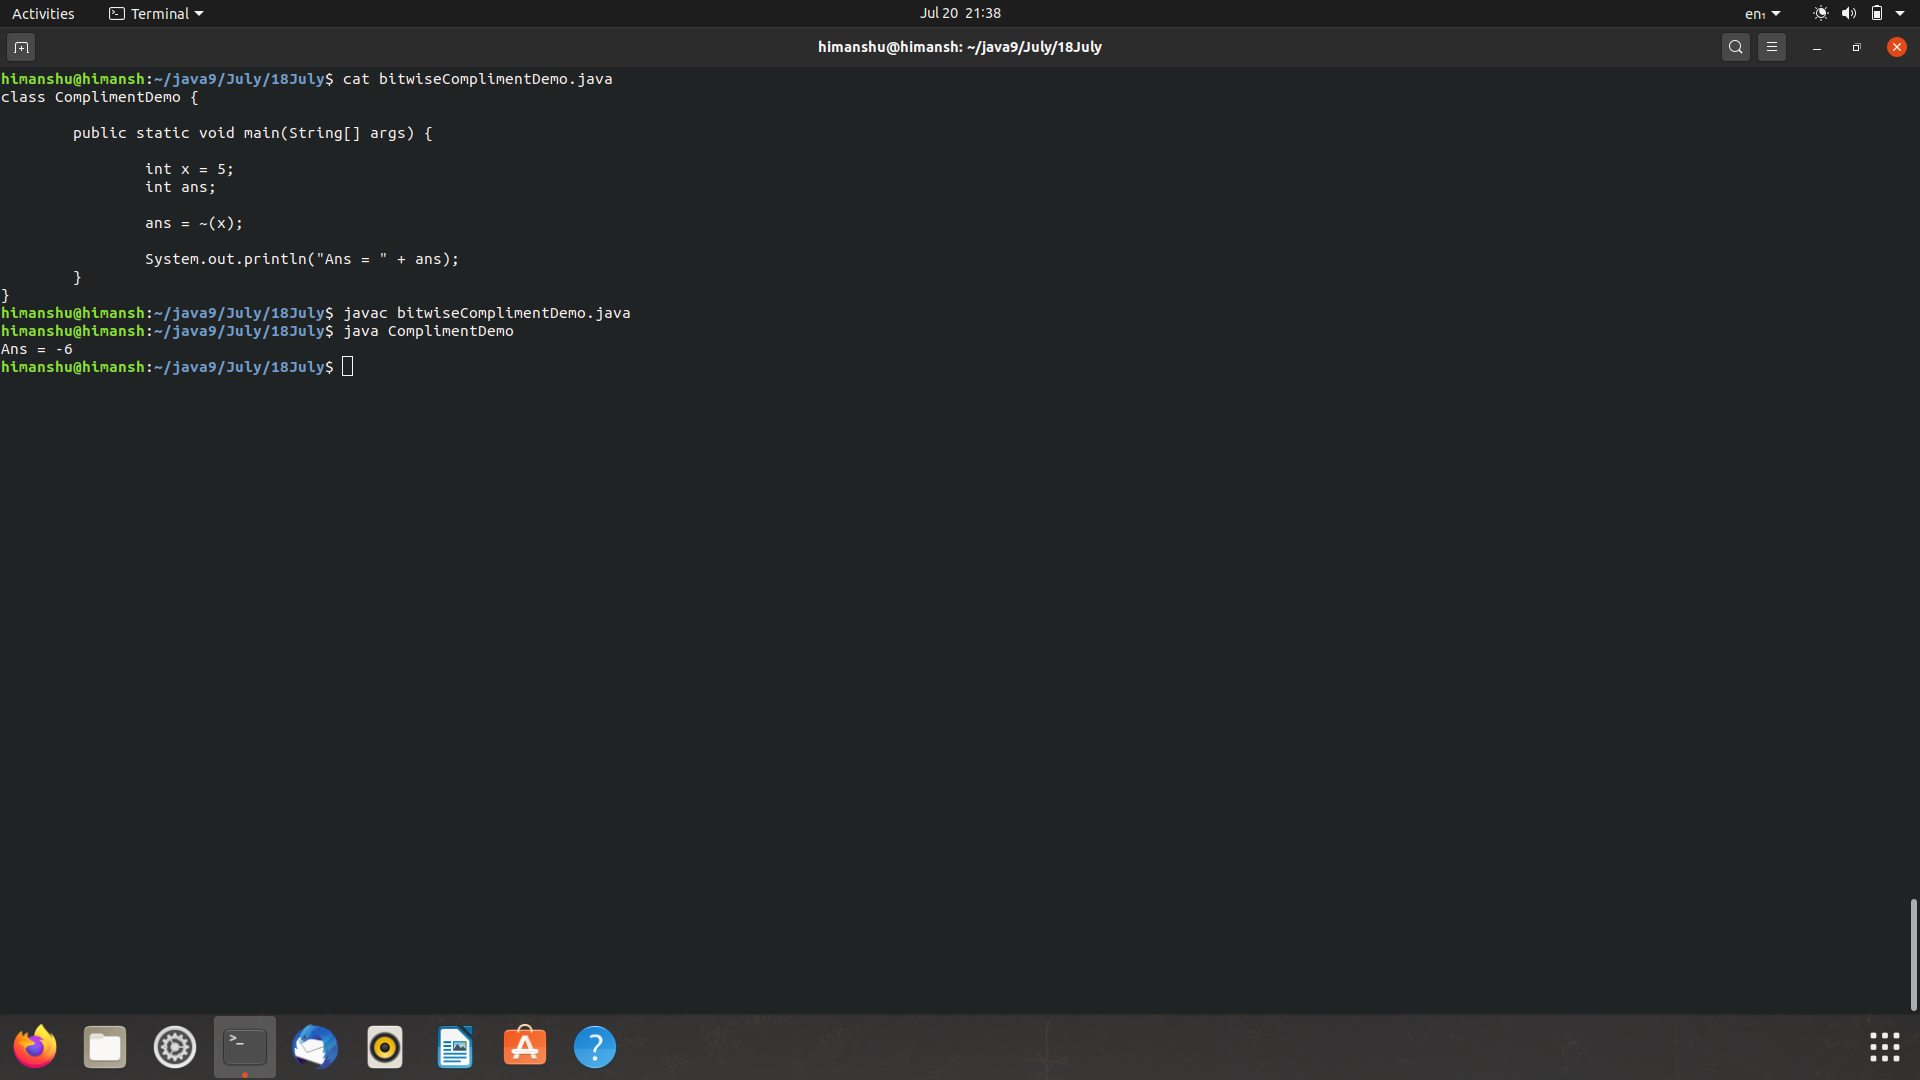 Activities
Terminal
Jul 20 21:38
en₁
himanshu@himansh: ~/java9/July/18July
himanshu@himansh:~/java9/July/18July$ cat bitwiseComplimentDemo.java
class ComplimentDemo {
        public static void main(String[] args) {
                int x = 5;
                int ans;
                ans = ~(x);
                System.out.println("Ans = " + ans);
        }
}
himanshu@himansh:~/java9/July/18July$ javac bitwiseComplimentDemo.java
himanshu@himansh:~/java9/July/18July$ java ComplimentDemo
Ans = -6
himanshu@himansh:~/java9/July/18July$